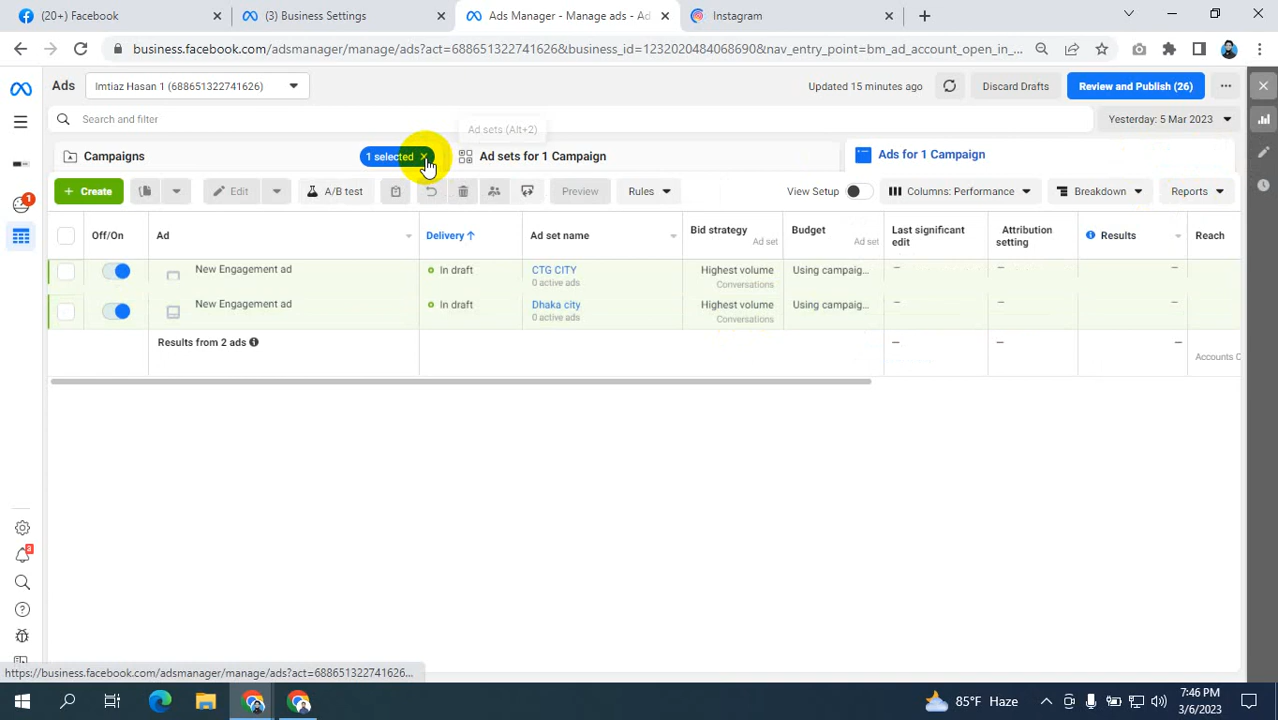 (20+) Facebook
(3) Business Settings
Ads Manager - Manage ads - Ad
Instagram
business.facebook.com/adsmanager/manage/ads?act=688651322741626&business_id=1232020484068690&nav_entry_point=bm_ad_account_open_in_...
Ads
Imtiaz Hasan 1 (688651322741626)
Updated 15 minutes ago
Discard Drafts
Review and Publish (26)
Search and filter
Yesterday: 5 Mar 2023
Ad sets (Alt+2)
Campaigns
1 selected
Ad sets for 1 Campaign
Ads for 1 Campaign
Create
Edit
A/B test
Preview
Rules
View Setup
Columns: Performance
Breakdown
Reports
Off/On
Ad
Delivery ↑
Ad set name
Bid strategy
Ad set
Budget
Ad set
Last significant edit
Attribution setting
Results
Reach
New Engagement ad
In draft
CTG CITY
0 active ads
Highest volume
Conversations
Using campaig...
New Engagement ad
In draft
Dhaka city
0 active ads
Highest volume
Conversations
Using campaig...
Results from 2 ads
Accounts C
1
8
https://business.facebook.com/adsmanager/manage/ads?act=688651322741626...
85°F Haze
7:46 PM
3/6/2023